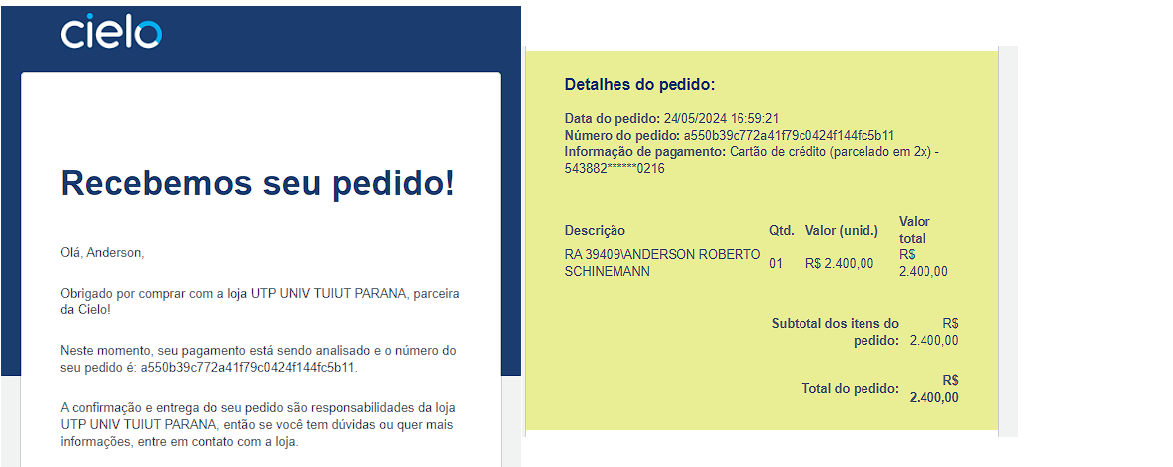 cielo
Recebemos seu pedido!
Olá, Anderson,
Obrigado por comprar com a loja UTP UNIV TUIUT PARANA, parceira
da Cielo!
Neste momento, seu pagamento está sendo analisado e o número do
seu pedido é: a550b39c772a41f79c0424f144fc5b11.
A confirmação e entrega do seu pedido são responsabilidades da loja
UTP UNIV TUIUT PARANA, então se você tem dúvidas ou quer mais
informações, entre em contato com a loja.
Detalhes do pedido:
Data do pedido: 24/05/2024 16:59:21
Número do pedido: a550b39c772a41f79c0424f144fc5b11
Informação de pagamento: Cartão de crédito (parcelado em 2x) -
543882******0216
Descrição Qtd. Valor (unid.) Valor
total
RA 39409\ANDERSON ROBERTO
SCHINEMANN 01 R$ 2.400,00 R$
2.400,00
Subtotal dos itens do
pedido: R$
2.400,00
Total do pedido: R$
2.400,00